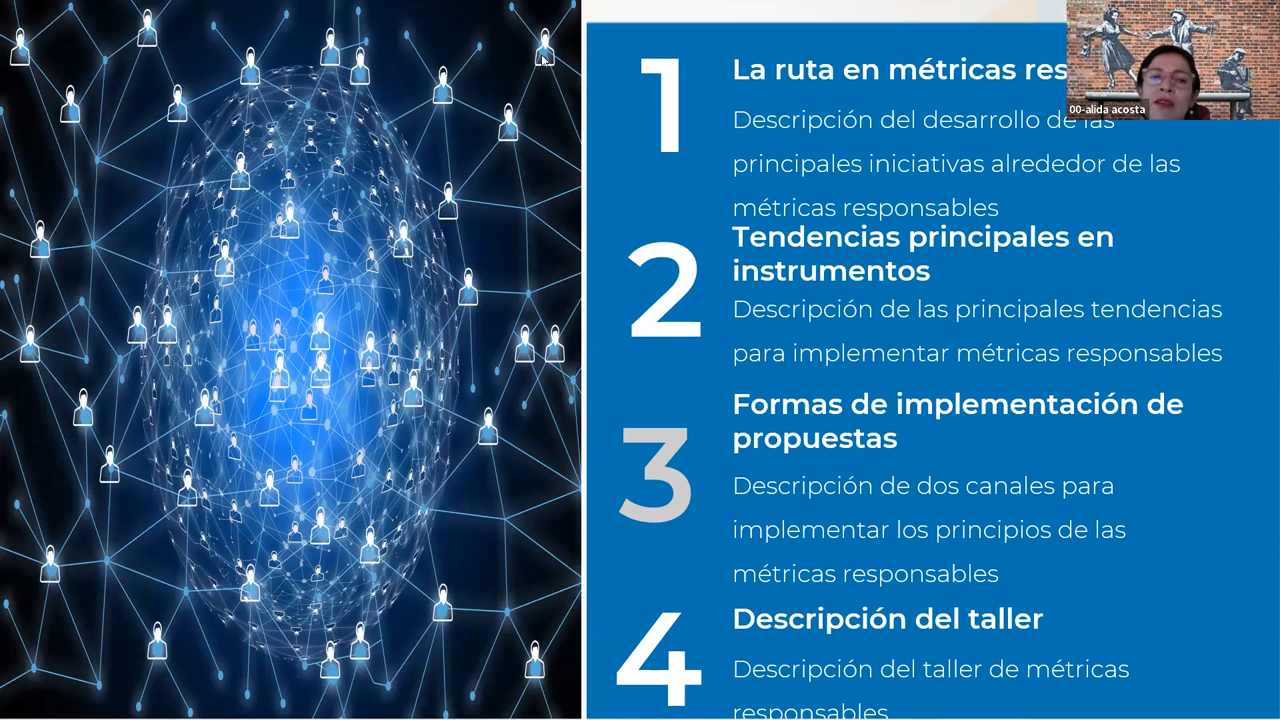 1
La ruta en métricas res
Descripción del desarrollo de las
principales iniciativas alrededor de las
métricas responsables
2
Tendencias principales en
instrumentos
Descripción de las principales tendencias
para implementar métricas responsables
3
Formas de implementación de
propuestas
Descripción de dos canales para
implementar los principios de las
métricas responsables
4
Descripción del taller
Descripción del taller de métricas
responsables
00-alida acosta